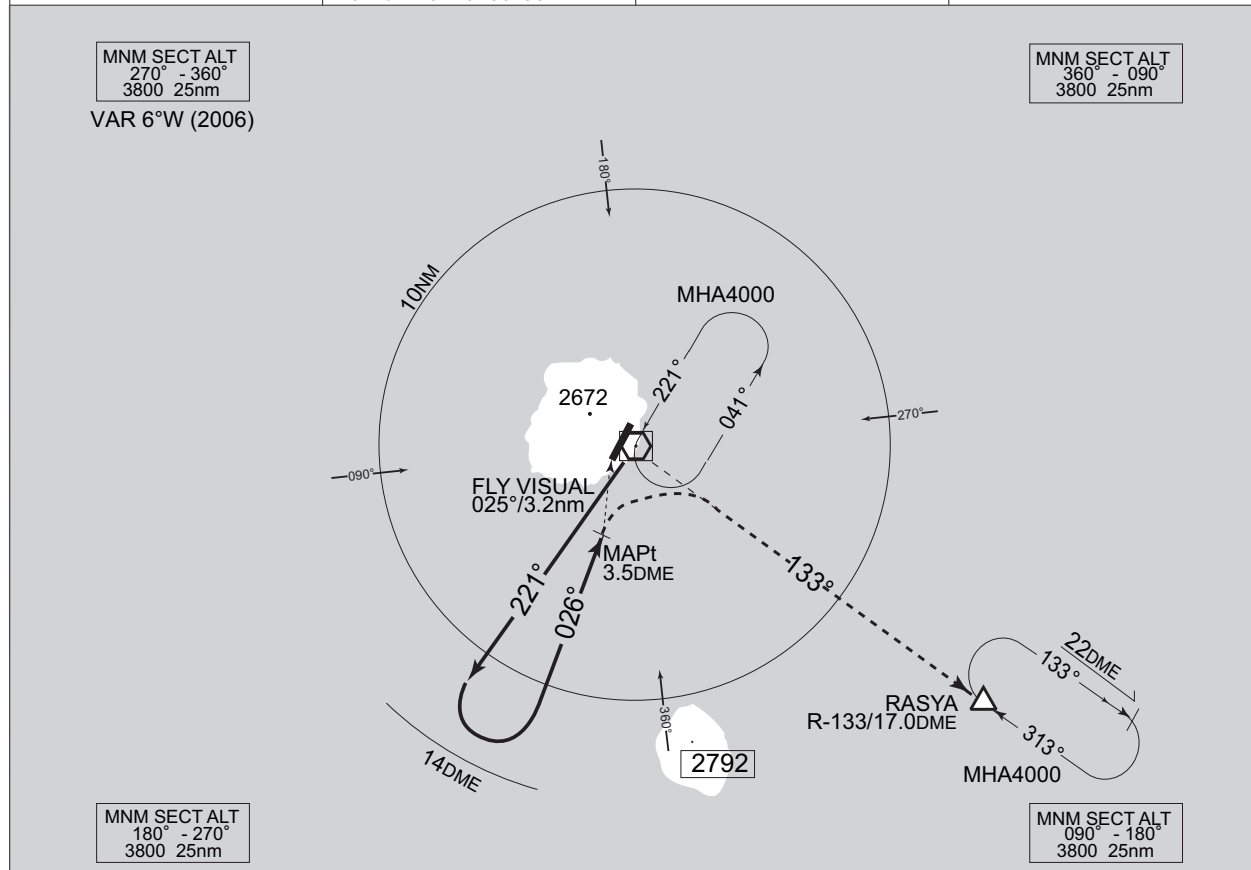 MNM SECT ALT
270° - 360°
3800 25nm
VAR 6°W (2006)
MNM SECT ALT
360° - 090°
3800 25nm
180°
10NM
MHA4000
221°
041°
2672
270°
090°
FLY VISUAL
025°/3.2nm
MAPt
3.5DME
221°
026°
133°
22DME
133°
RASYA
R-133/17.0DME
313°
MHA4000
360°
2792
14DME
MNM SECT ALT
180° - 270°
3800 25nm
MNM SECT ALT
090° - 180°
3800 25nm